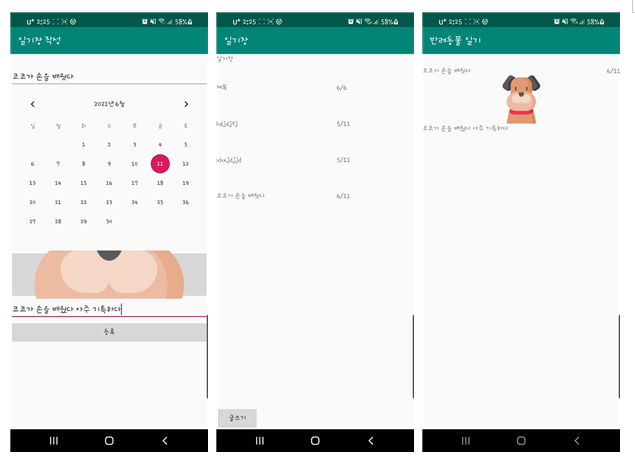 U+ 2:25 58%
일기장 작성
코코가 손을 배웠다
2021년 6월
일 월 화 수 목 금 토
1 2 3 4 5
6 7 8 9 10 11 12
13 14 15 16 17 18 19
20 21 22 23 24 25 26
27 28 29 30
코코가 손을 배웠다 아주 기특하다
등록
U+ 2:25 58%
일기장
일기장
제목 6/6
hdjdjfj 5/11
xhxjdjjd 5/11
코코가 손을 배웠다 6/11
글쓰기
U+ 2:25 58%
반려동물 일기
코코가 손을 배웠다 6/11
코코가 손을 배웠다 아주 기특하다